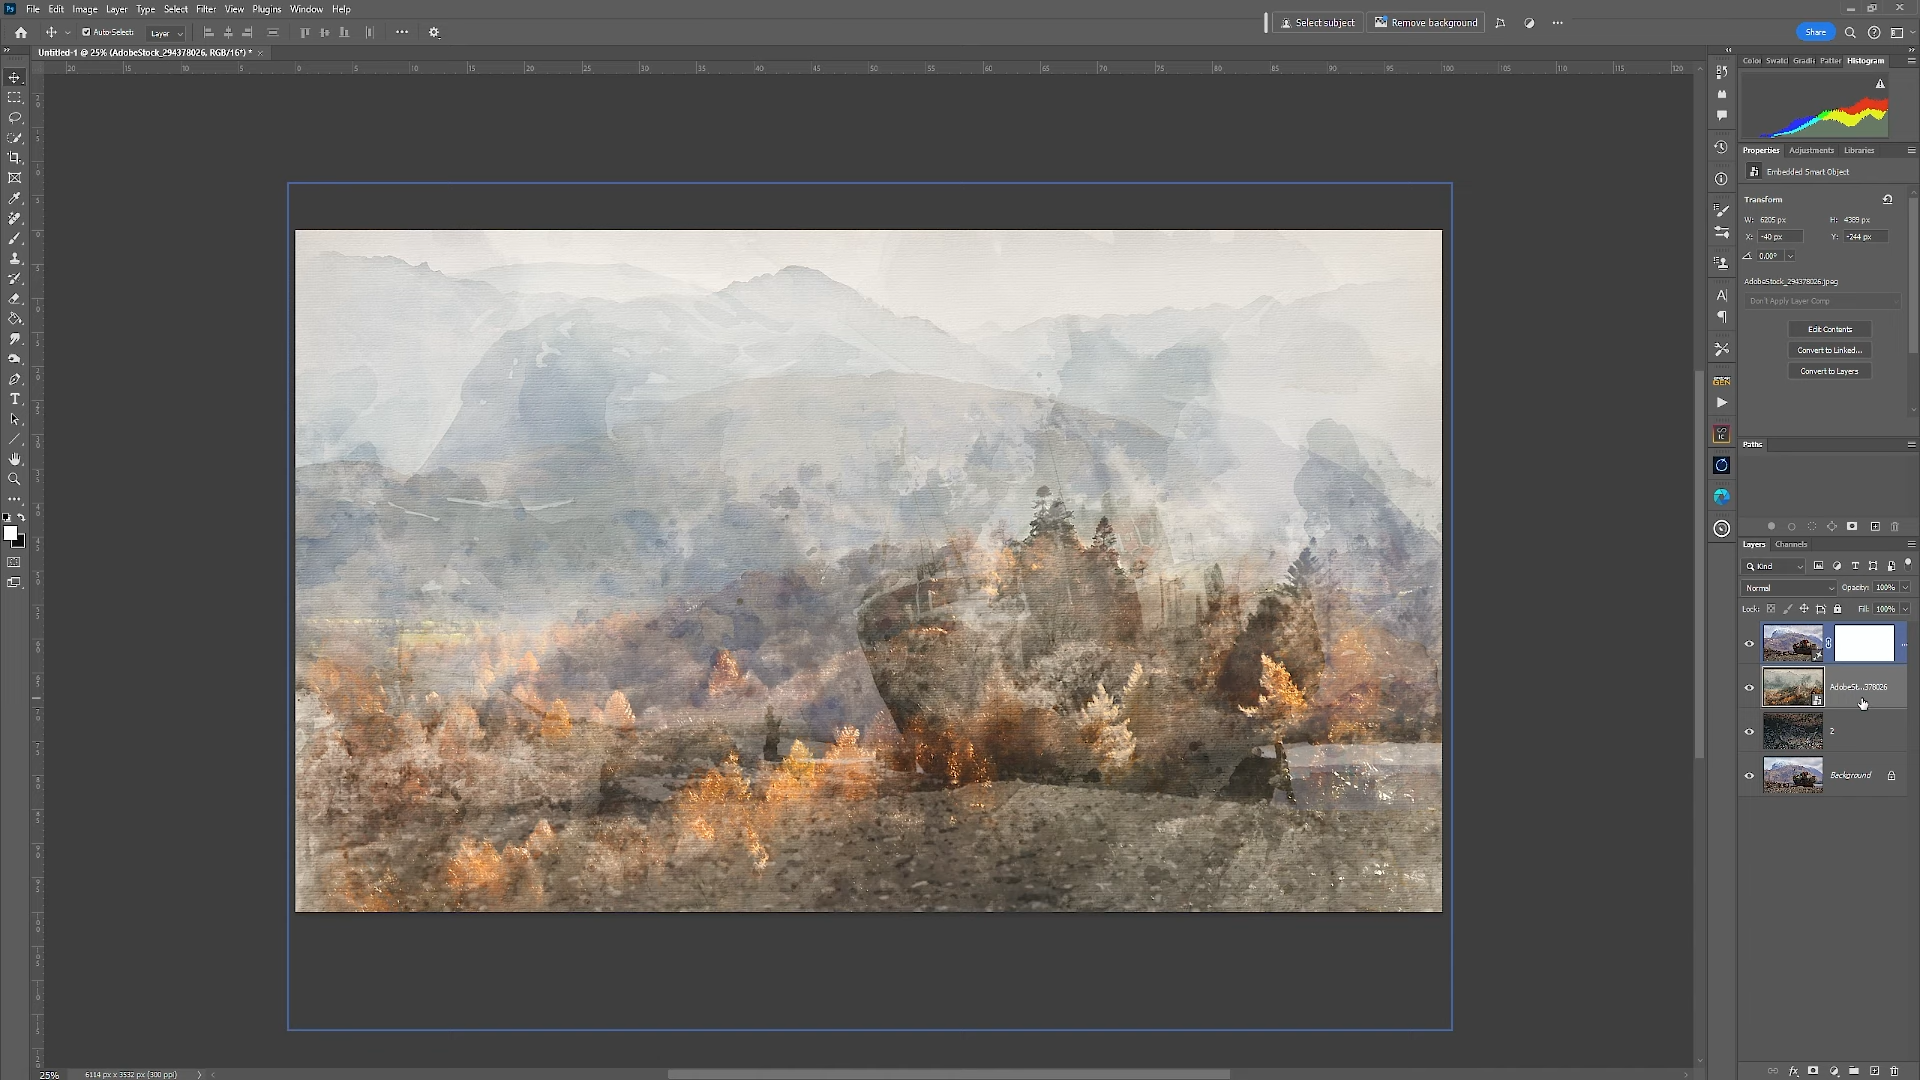 File Edit Image Layer Type Select Filter View Plugins Window Help
Select subject Remove background
Auto-Select: Layer
Share
Untitled-1 @ 25% (AdobeStock_294378026, RGB/16*) *
Color Swatc Gradi Patter Histogram
Properties Adjustments Libraries
Embedded Smart Object
Transform
W: 6205 px H: 4389 px
X: -40 px Y: -244 px
0.00°
AdobeStock_294378026.jpeg
Don't Apply Layer Comp
Edit Contents
Convert to Linked...
Convert to Layers
Paths
Layers Channels
Kind
Normal Opacity: 100%
Lock: Fill: 100%
AdobeSt...378026
2
Background
25% 6114 px x 3532 px (300 ppi)